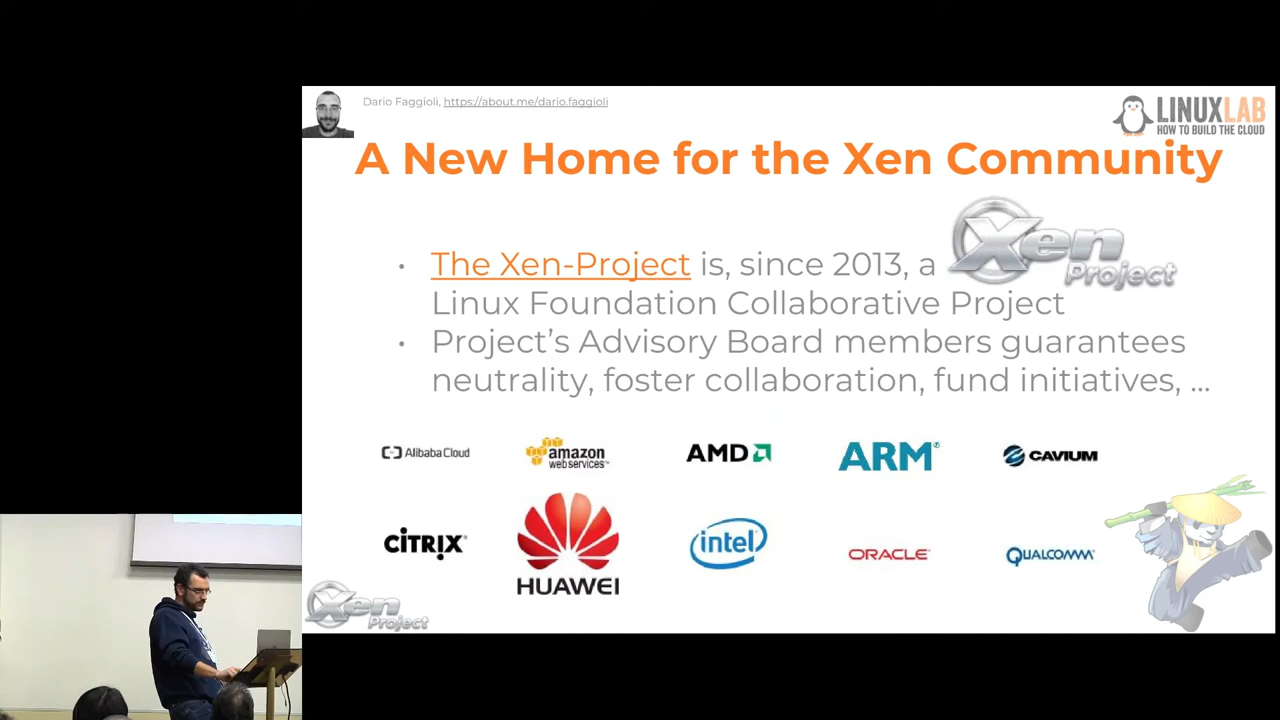 Dario Faggioli, https://about.me/dario.faggioli
LINUXLAB
HOW TO BUILD THE CLOUD
A New Home for the Xen Community
Xen Project
• The Xen-Project is, since 2013, a
Linux Foundation Collaborative Project
• Project's Advisory Board members guarantees
neutrality, foster collaboration, fund initiatives, ...
Alibaba Cloud
amazon
web services™
AMD
ARM®
CAVIUM
CITRIX®
HUAWEI
intel
ORACLE®
QUALCOMM®
Xen Project